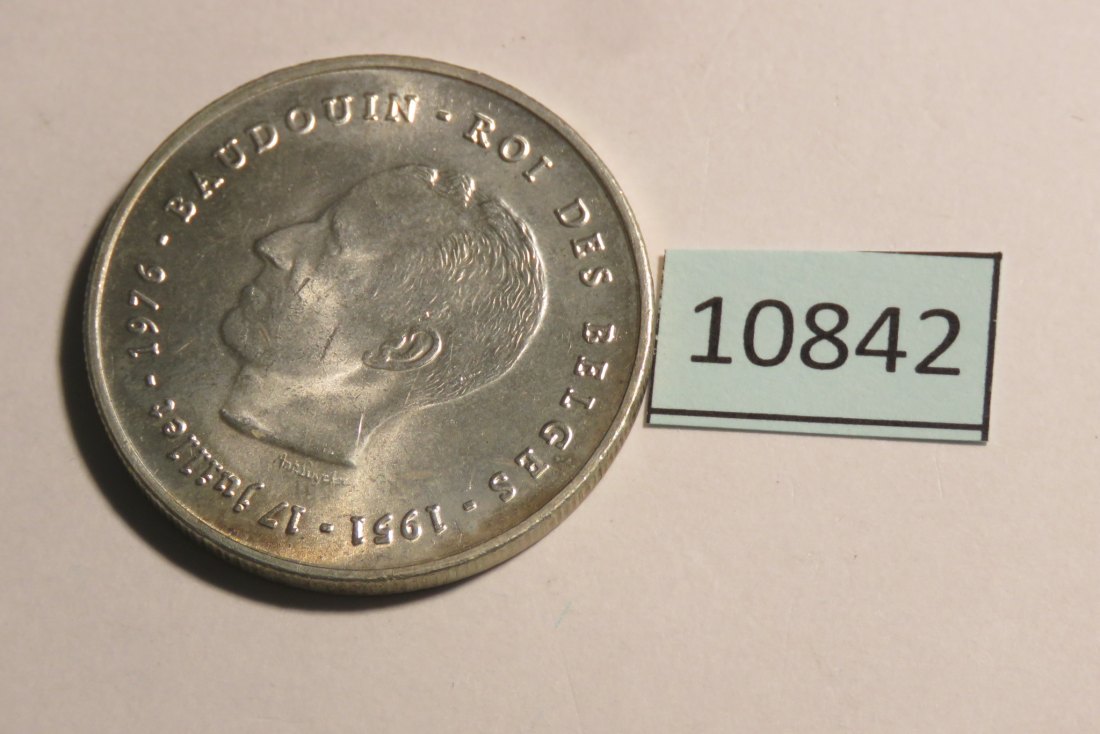 BAUDOUIN - ROI DES BELGES - 1951 - 17 Juillet - 1976 -
10842